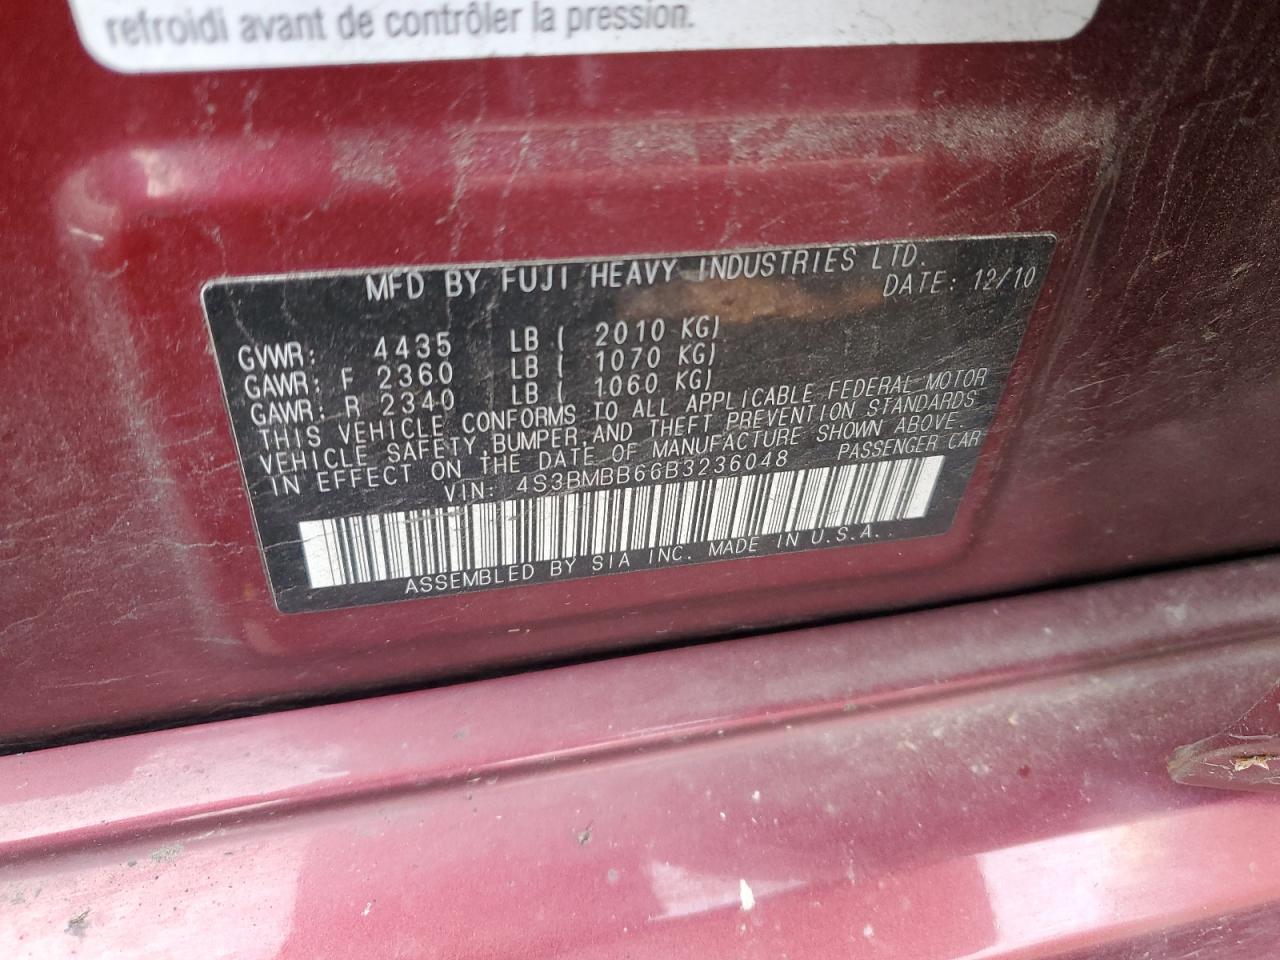 refroidi avant de contrôler la pression.
MFD BY FUJI HEAVY INDUSTRIES LTD.
DATE: 12/10
GVWR: 4435 LB ( 2010 KG)
GAWR: F 2360 LB ( 1070 KG)
GAWR: R 2340 LB ( 1060 KG)
THIS VEHICLE CONFORMS TO ALL APPLICABLE FEDERAL MOTOR
VEHICLE SAFETY, BUMPER, AND THEFT PREVENTION STANDARDS
IN EFFECT ON THE DATE OF MANUFACTURE SHOWN ABOVE.
VIN: 4S3BMBB66B3236048 PASSENGER CAR
ASSEMBLED BY SIA INC. MADE IN U.S.A.